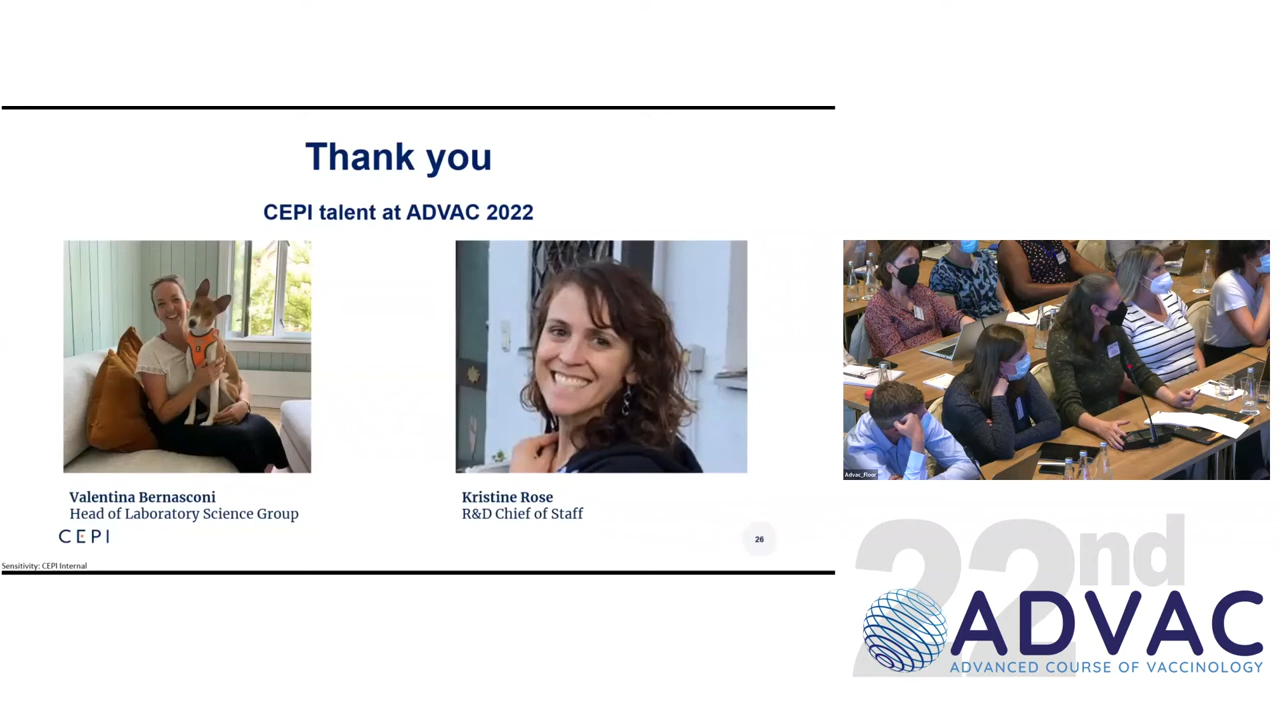 Thank you
CEPI talent at ADVAC 2022
Valentina Bernasconi
Head of Laboratory Science Group
Kristine Rose
R&D Chief of Staff
CEPI
26
Sensitivity: CEPI Internal
Advac_Floor
22nd
ADVAC
ADVANCED COURSE OF VACCINOLOGY